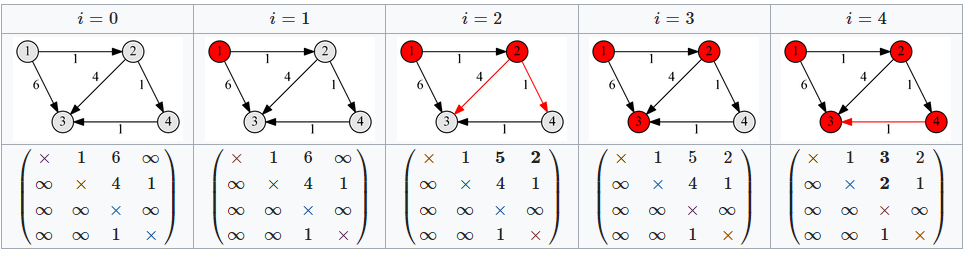 i = 0 i = 1 i = 2 i = 3 i = 4
1 2 1 2 1 2 1 2 1 2
1 1 1 1 1
6 4 1 6 4 1 6 4 1 6 4 1 6 4 1
3 4 3 4 3 4 3 4 3 4
1 1 1 1 1
× 1 6 ∞ × 1 6 ∞ × 1 5 2 × 1 5 2 × 1 3 2
∞ × 4 1 ∞ × 4 1 ∞ × 4 1 ∞ × 4 1 ∞ × 2 1
∞ ∞ × ∞ ∞ ∞ × ∞ ∞ ∞ × ∞ ∞ ∞ × ∞ ∞ ∞ × ∞
∞ ∞ 1 × ∞ ∞ 1 × ∞ ∞ 1 × ∞ ∞ 1 × ∞ ∞ 1 ×